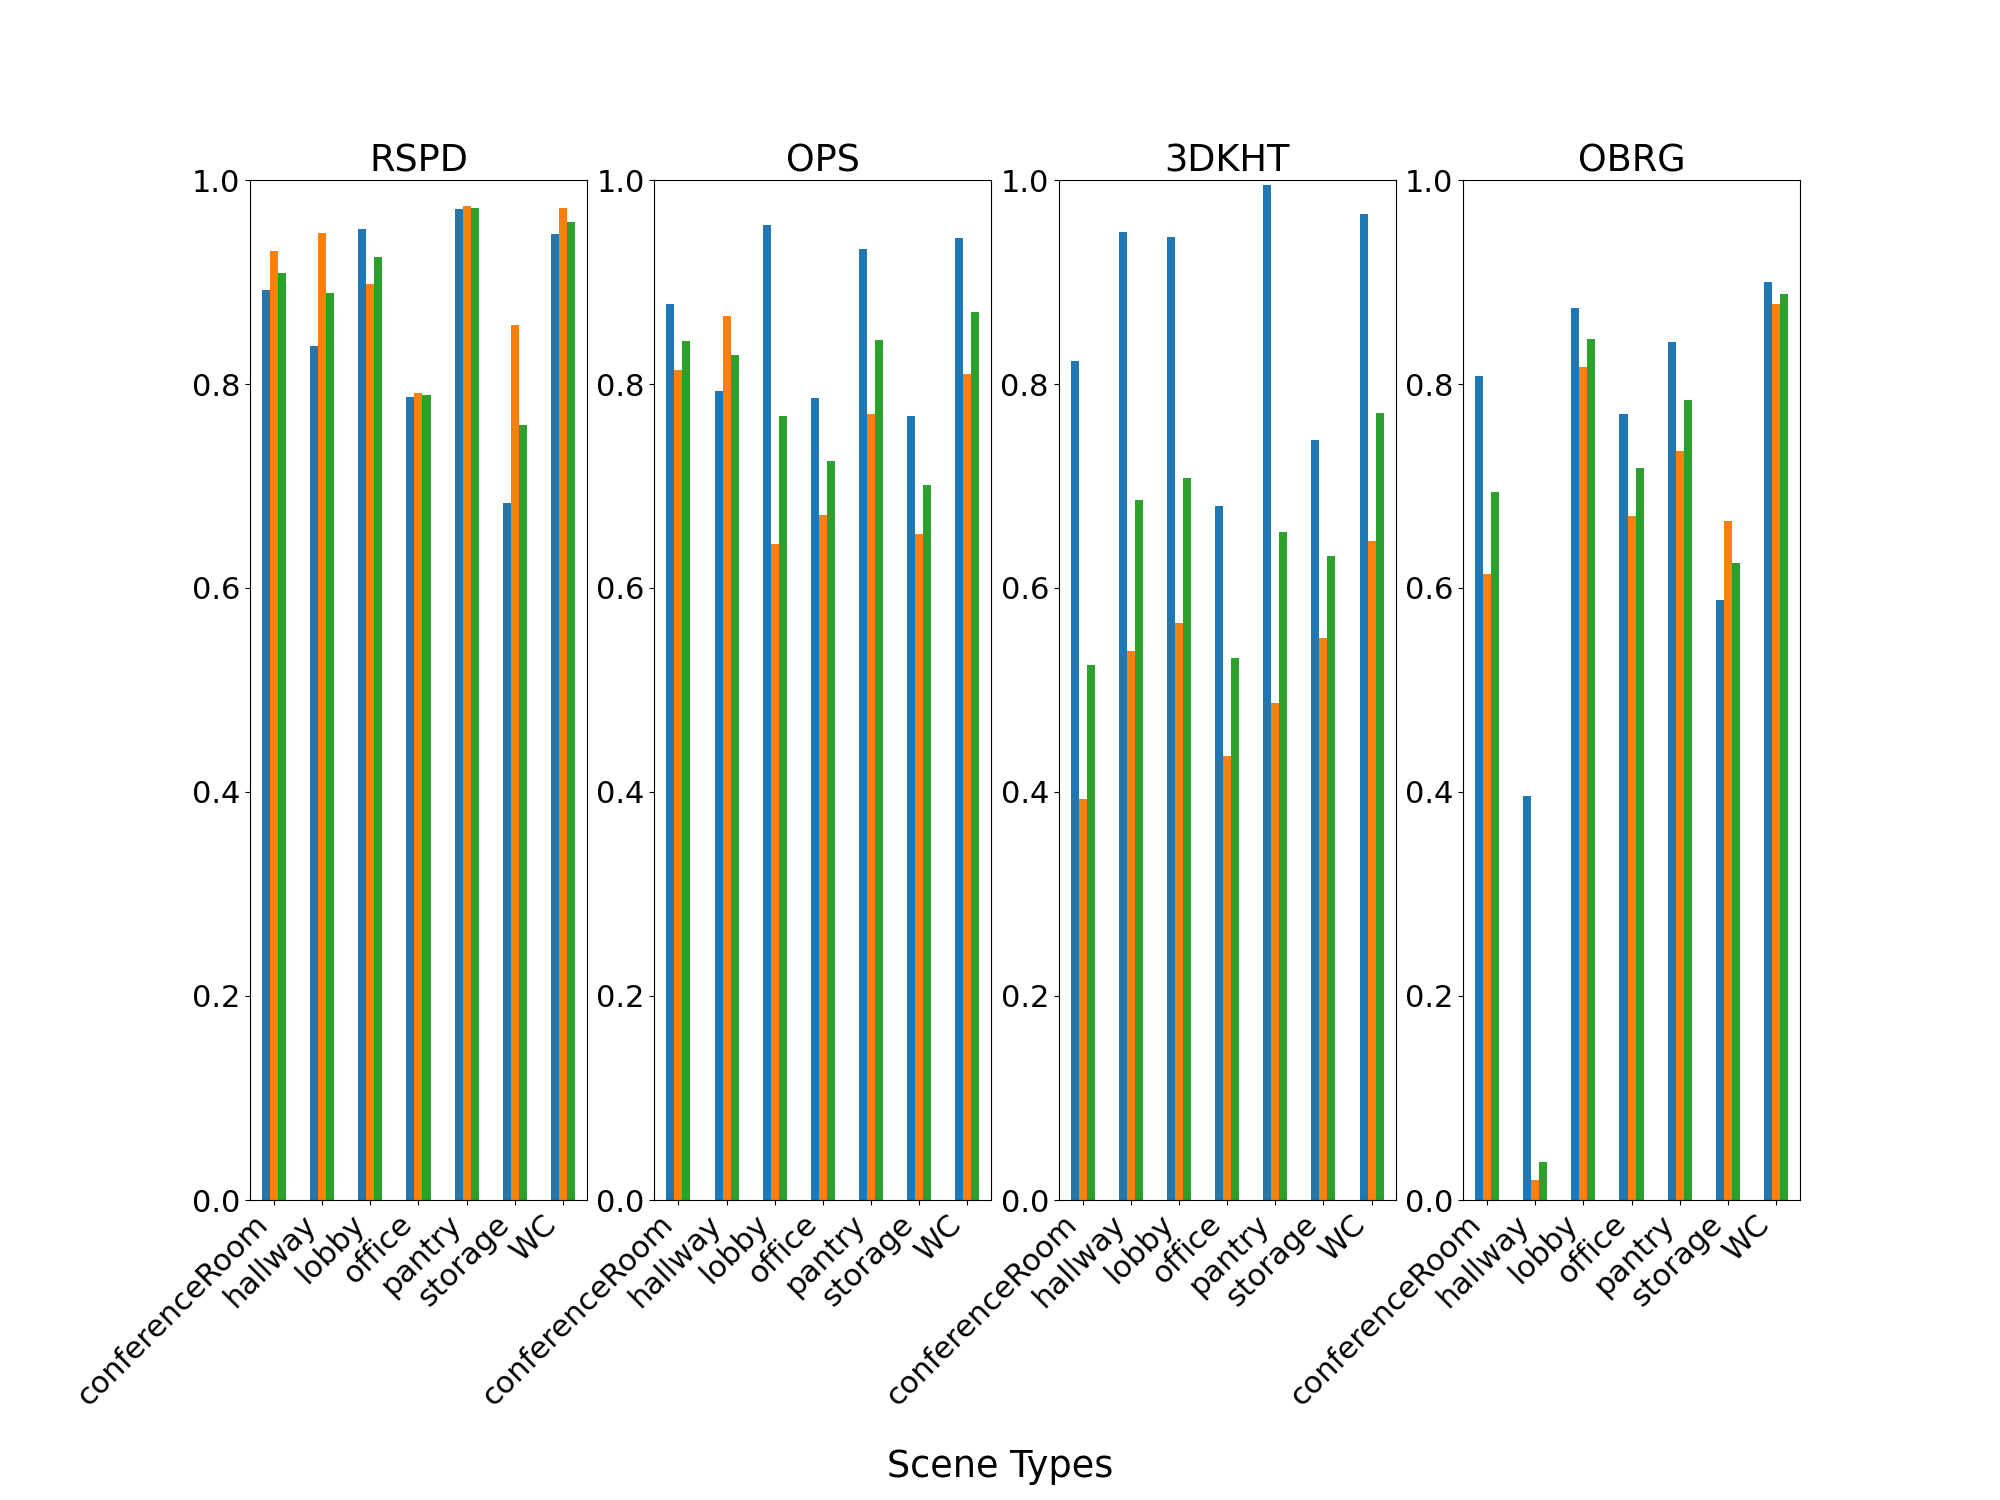 RSPD
OPS
3DKHT
OBRG
1.0
0.8
0.6
0.4
0.2
0.0
conferenceRoom
hallway
lobby
office
pantry
storage
WC
1.0
0.8
0.6
0.4
0.2
0.0
conferenceRoom
hallway
lobby
office
pantry
storage
WC
1.0
0.8
0.6
0.4
0.2
0.0
conferenceRoom
hallway
lobby
office
pantry
storage
WC
1.0
0.8
0.6
0.4
0.2
0.0
conferenceRoom
hallway
lobby
office
pantry
storage
WC
Scene Types